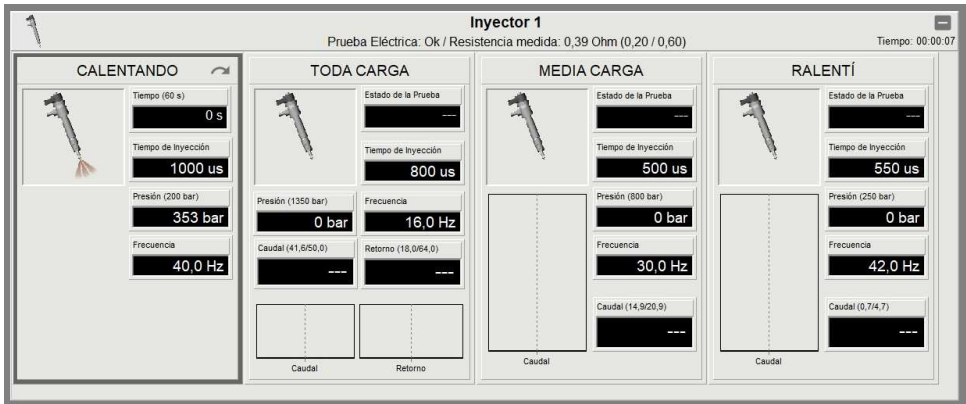 Inyector 1
Prueba Eléctrica: Ok / Resistencia medida: 0,39 Ohm (0,20 / 0,60)
Tiempo: 00:00:07
CALENTANDO
Tiempo (60 s)
0 s
Tiempo de Inyección
1000 us
Presión (200 bar)
353 bar
Frecuencia
40,0 Hz
TODA CARGA
Estado de la Prueba
---
Tiempo de Inyección
800 us
Presión (1350 bar)
0 bar
Frecuencia
16,0 Hz
Caudal (41,6/50,0)
---
Retorno (18,0/64,0)
---
Caudal
Retorno
MEDIA CARGA
Estado de la Prueba
---
Tiempo de Inyección
500 us
Presión (800 bar)
0 bar
Frecuencia
30,0 Hz
Caudal (14,9/20,9)
---
Caudal
RALENTÍ
Estado de la Prueba
---
Tiempo de Inyección
550 us
Presión (250 bar)
0 bar
Frecuencia
42,0 Hz
Caudal (0,7/4,7)
---
Caudal